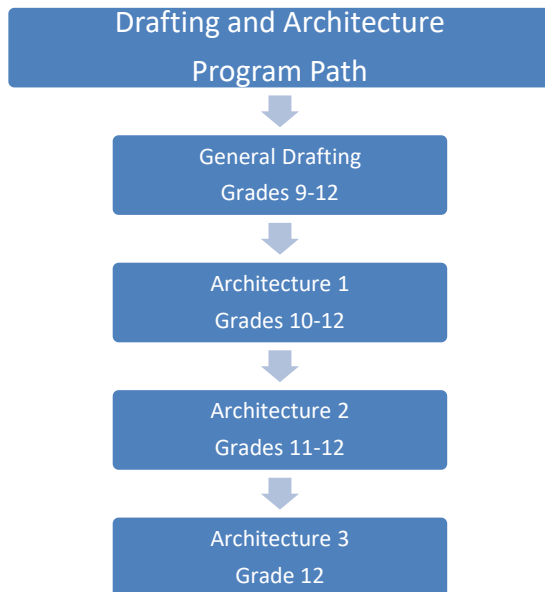 Drafting and Architecture
Program Path
General Drafting
Grades 9-12
Architecture 1
Grades 10-12
Architecture 2
Grades 11-12
Architecture 3
Grade 12